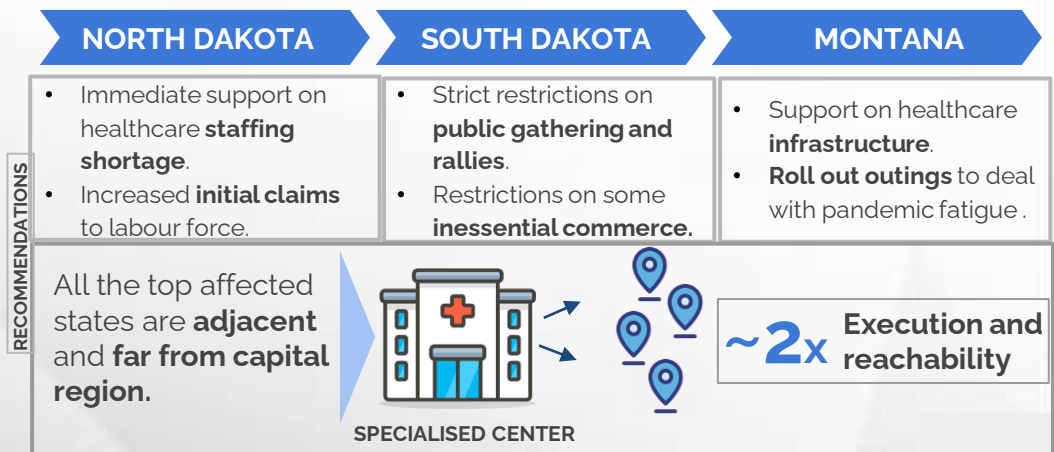 NORTH DAKOTA
SOUTH DAKOTA
MONTANA
RECOMMENDATIONS
• Immediate support on
healthcare staffing
shortage.
• Increased initial claims
to labour force.
• Strict restrictions on
public gathering and
rallies.
• Restrictions on some
inessential commerce.
• Support on healthcare
infrastructure.
• Roll out outings to deal
with pandemic fatigue .
All the top affected
states are adjacent
and far from capital
region.
SPECIALISED CENTER
~2x
Execution and
reachability